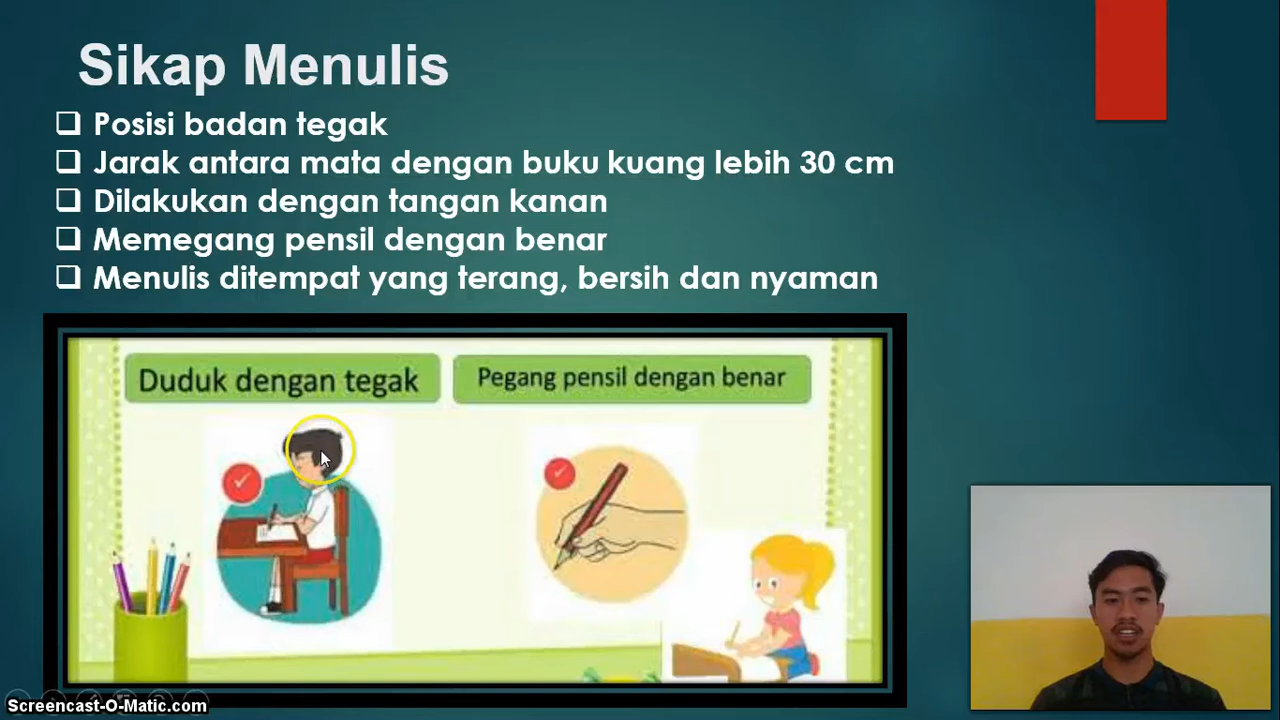 Sikap Menulis
Posisi badan tegak
Jarak antara mata dengan buku kuang lebih 30 cm
Dilakukan dengan tangan kanan
Memegang pensil dengan benar
Menulis ditempat yang terang, bersih dan nyaman
Duduk dengan tegak
Pegang pensil dengan benar
Screencast-O-Matic.com